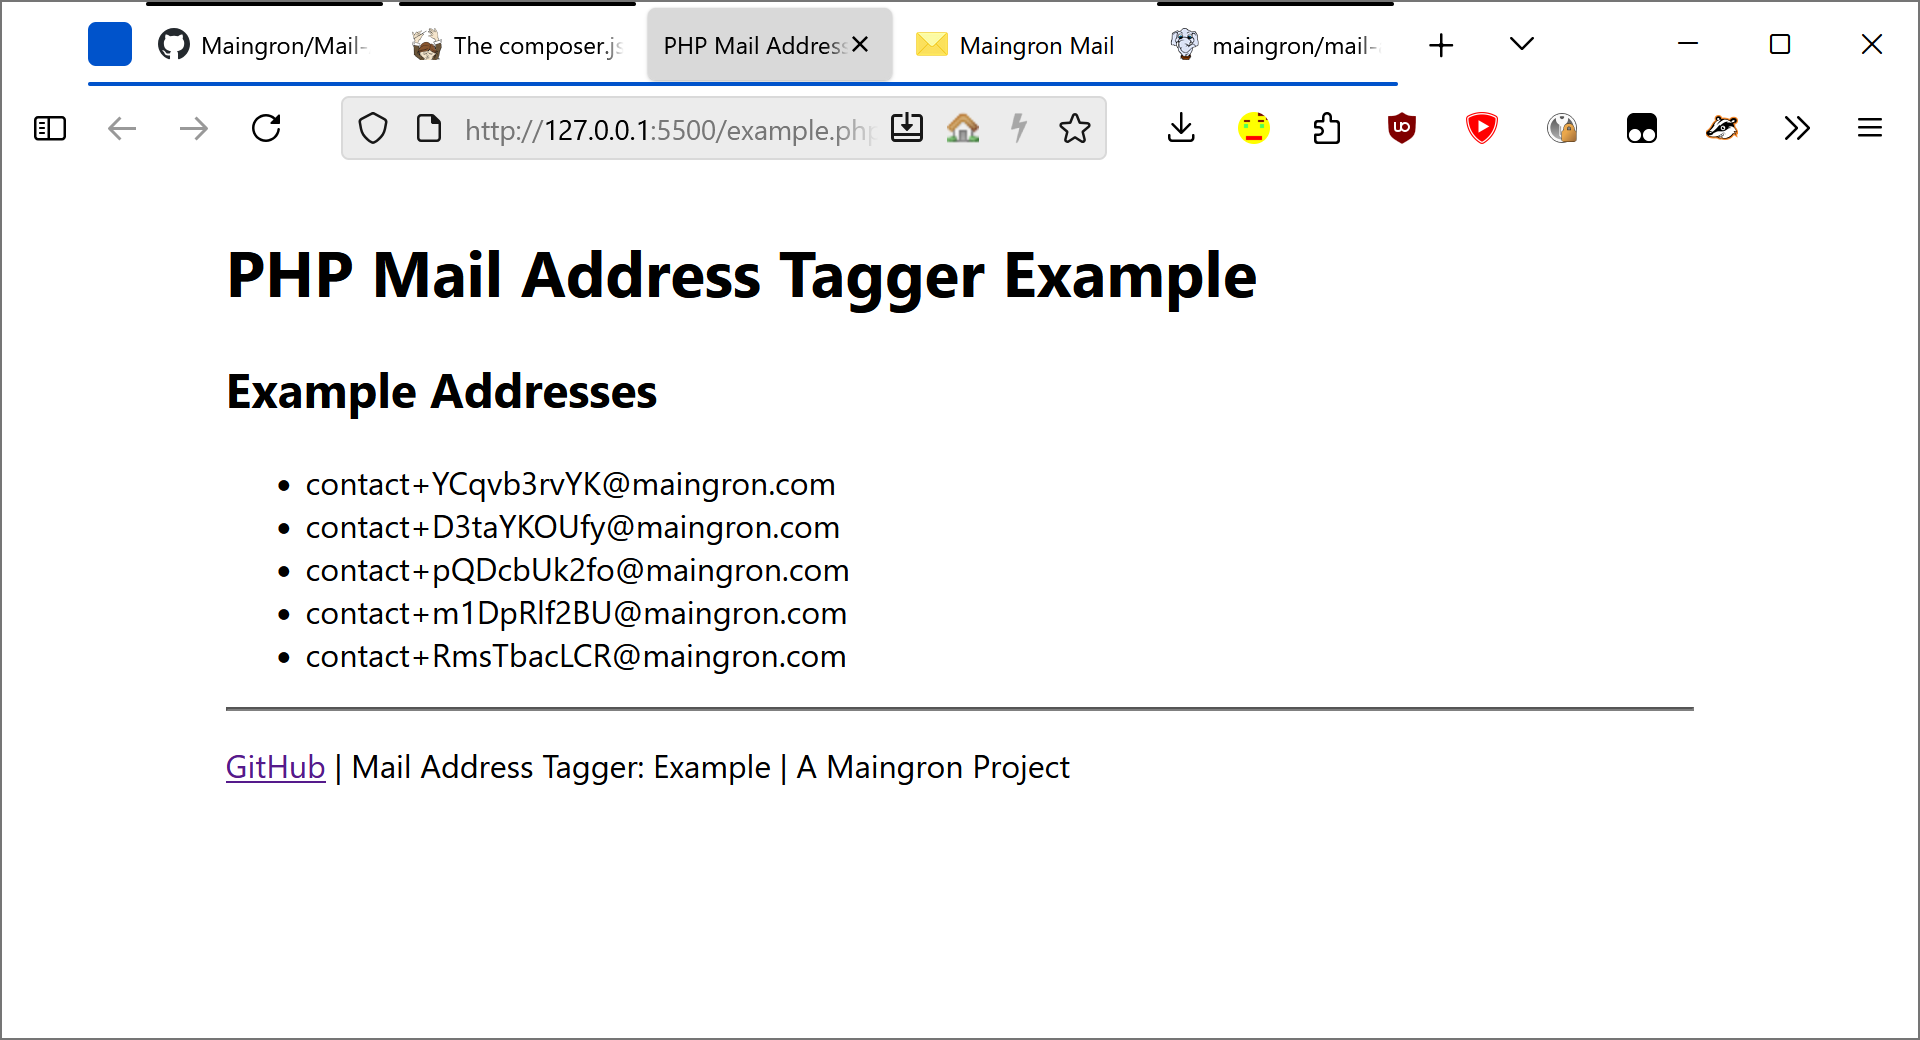 Maingron/Mail-
The composer.js
PHP Mail Address
Maingron Mail
maingron/mail-
http://127.0.0.1:5500/example.php
PHP Mail Address Tagger Example
Example Addresses
contact+YCqvb3rvYK@maingron.com
contact+D3taYKOUfy@maingron.com
contact+pQDcbUk2fo@maingron.com
contact+m1DpRlf2BU@maingron.com
contact+RmsTbacLCR@maingron.com
GitHub | Mail Address Tagger: Example | A Maingron Project